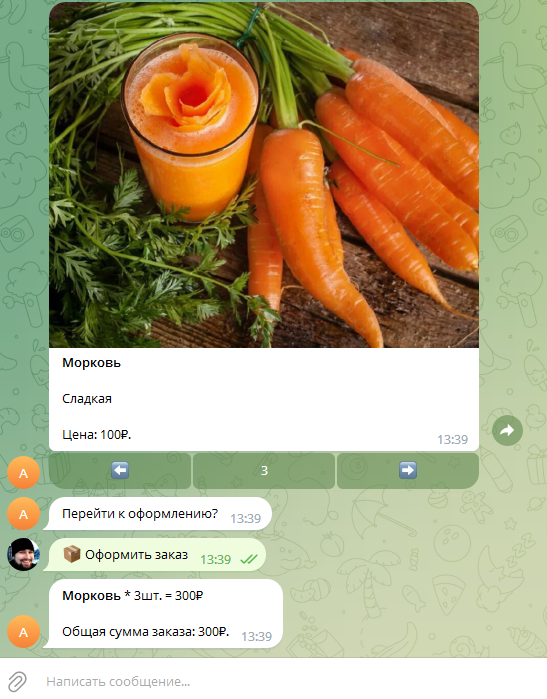 Морковь
Сладкая
Цена: 100₽.
13:39
А
3
А
Перейти к оформлению?
13:39
Оформить заказ
13:39
Морковь * 3шт. = 300₽
Общая сумма заказа: 300₽.
13:39
А
Написать сообщение...